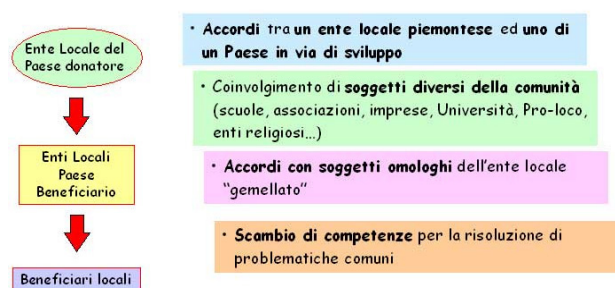 Ente Locale del
Paese donatore
Enti Locali
Paese
Beneficiario
Beneficiari locali
• Accordi tra un ente locale piemontese ed uno di
un Paese in via di sviluppo
• Coinvolgimento di soggetti diversi della comunità
(scuole, associazioni, imprese, Università, Pro-loco,
enti religiosi...)
• Accordi con soggetti omologhi dell'ente locale
"gemellato"
• Scambio di competenze per la risoluzione di
problematiche comuni